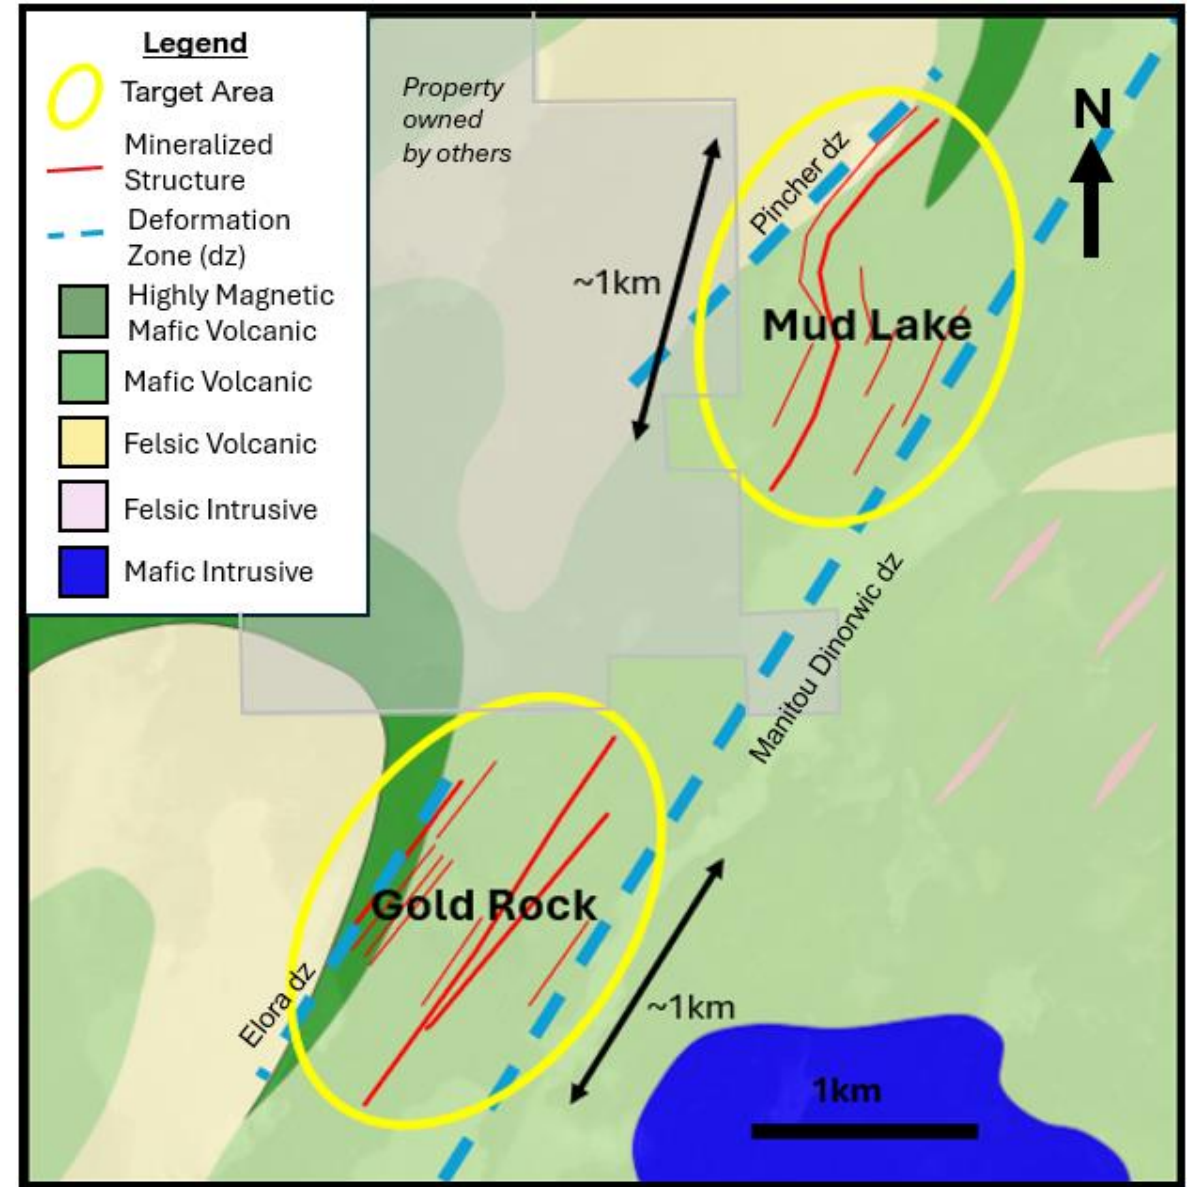 Legend
Target Area
Mineralized
Structure
Deformation
Zone (dz)
Highly Magnetic
Mafic Volcanic
Mafic Volcanic
Felsic Volcanic
Felsic Intrusive
Mafic Intrusive
Property
owned
by others
N
Pincher dz
~1km
Mud Lake
Manitou Dinorwic dz
Gold Rock
Elora dz
~1km
1km